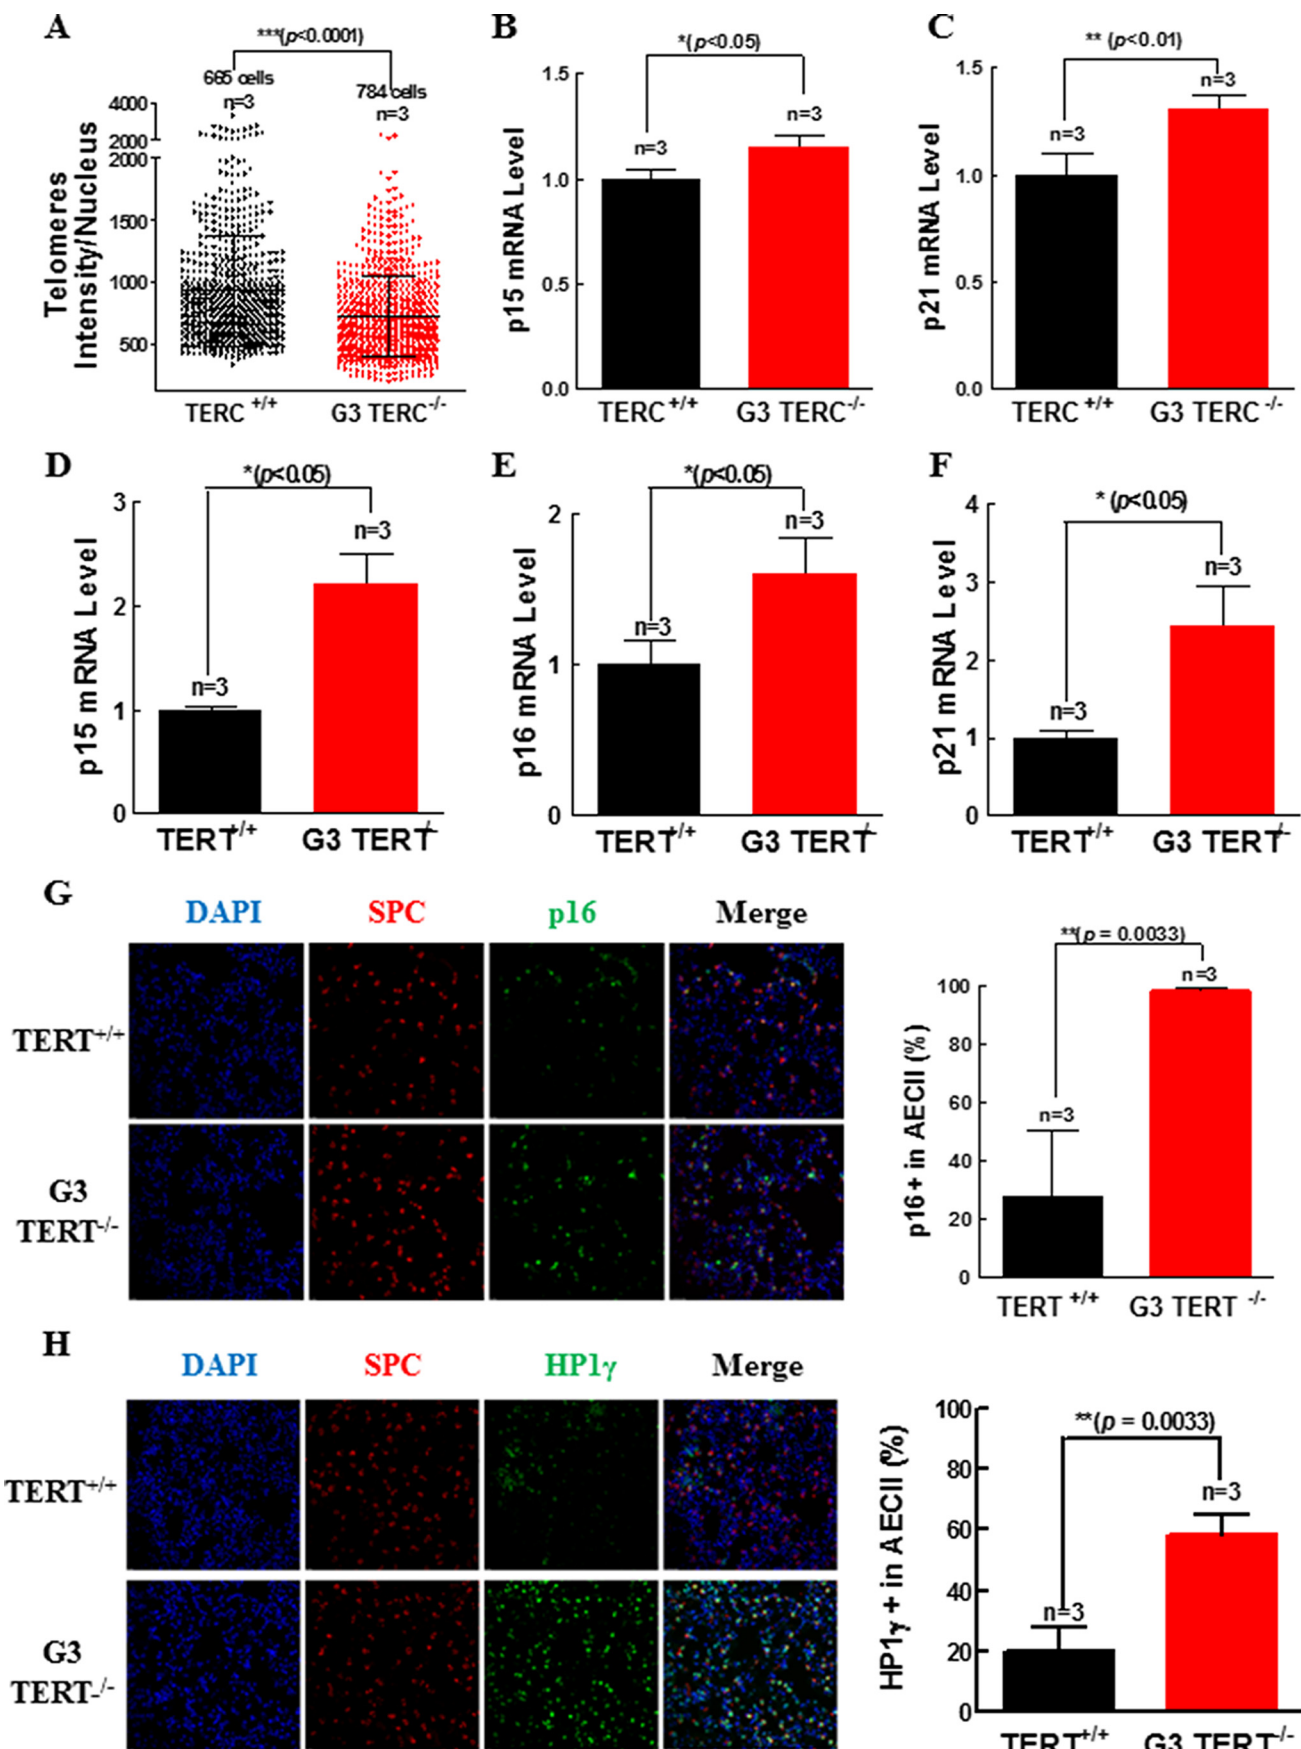 A
***(p<0.0001)
665 cells
n=3
784 cells
n=3
4000
2000
2000
1500
1000
500
Telomeres
Intensity/Nucleus
TERC +/+
G3 TERC-/-
B
*(p<0.05)
n=3
n=3
1.5
1.0
0.5
0.0
p15 mRNA Level
TERC+/+
G3 TERC-/-
C
** (p<0.01)
n=3
n=3
1.5
1.0
0.5
0.0
p21 mRNA Level
TERC+/+
G3 TERC-/-
D
*(p<0.05)
n=3
n=3
3
2
1
0
p15 mRNA Level
TERT+/+
G3 TERT-/-
E
*(p<0.05)
n=3
n=3
2
1
0
p16 mRNA Level
TERT+/+
G3 TERT-/-
F
* (p<0.05)
n=3
n=3
4
3
2
1
0
p21 mRNA Level
TERT+/+
G3 TERT-/-
G
DAPI
SPC
p16
Merge
TERT+/+
G3
TERT-/-
**(p = 0.0033)
n=3
n=3
100
80
60
40
20
0
p16+ in AECII (%)
TERT +/+
G3 TERT -/-
H
DAPI
SPC
HP1γ
Merge
TERT+/+
G3
TERT-/-
**(p = 0.0033)
n=3
n=3
100
80
60
40
20
0
HP1γ + in AECII (%)
TERT+/+
G3 TERT-/-